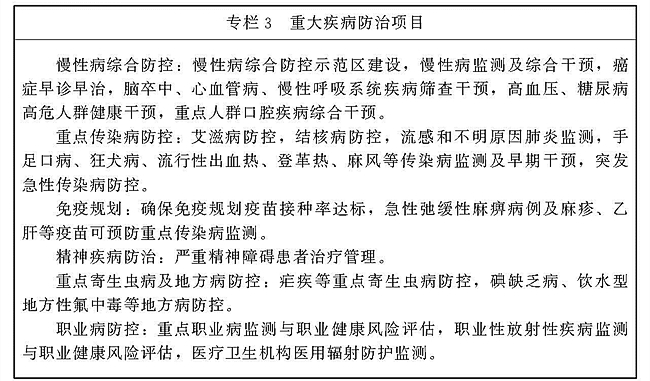 专栏 3　重大疾病防治项目
慢性病综合防控：慢性病综合防控示范区建设，慢性病监测及综合干预，癌
症早诊早治，脑卒中、心血管病、慢性呼吸系统疾病筛查干预，高血压、糖尿病
高危人群健康干预，重点人群口腔疾病综合干预。
重点传染病防控：艾滋病防控，结核病防控，流感和不明原因肺炎监测，手
足口病、狂犬病、流行性出血热、登革热、麻风等传染病监测及早期干预，突发
急性传染病防控。
免疫规划：确保免疫规划疫苗接种率达标，急性弛缓性麻痹病例及麻疹、乙
肝等疫苗可预防重点传染病监测。
精神疾病防治：严重精神障碍患者治疗管理。
重点寄生虫病及地方病防控：疟疾等重点寄生虫病防控，碘缺乏病、饮水型
地方性氟中毒等地方病防控。
职业病防控：重点职业病监测与职业健康风险评估，职业性放射性疾病监测
与职业健康风险评估，医疗卫生机构医用辐射防护监测。